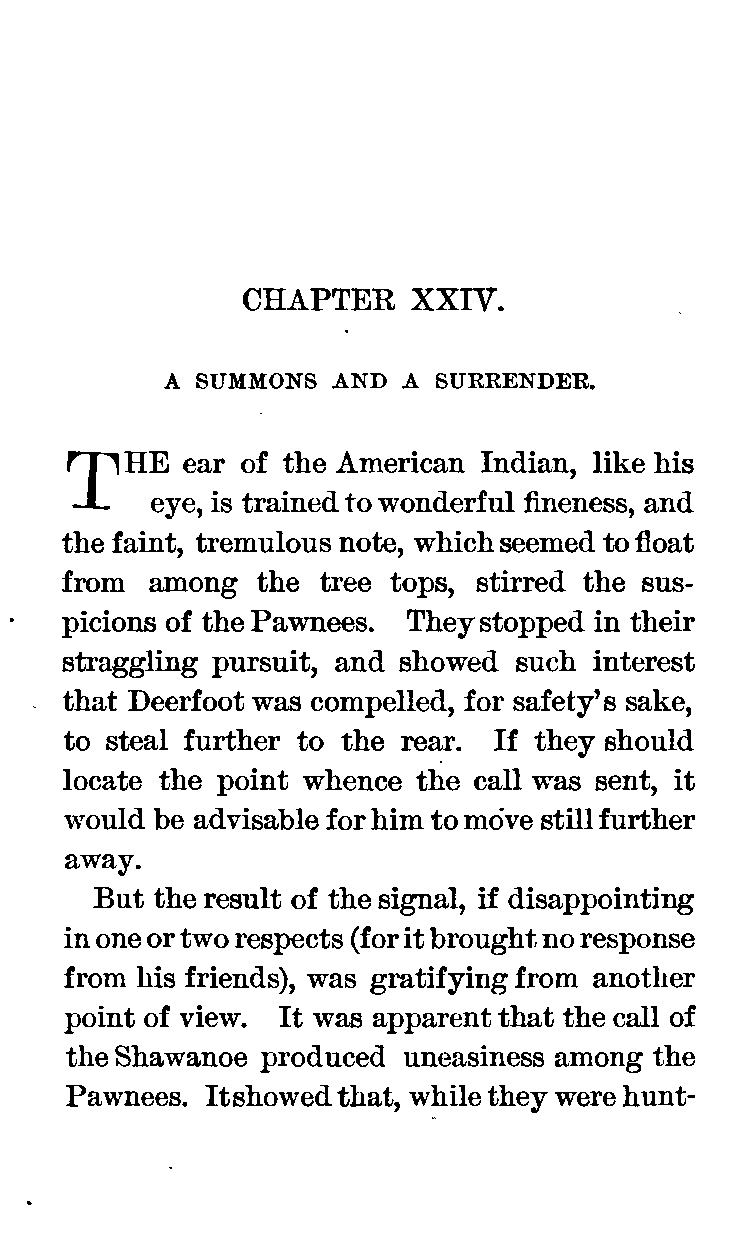 CHAPTER XXIV.
A SUMMONS AND A SURRENDER.
THE ear of the American Indian, like his
eye, is trained to wonderful fineness, and
the faint, tremulous note, which seemed to float
from among the tree tops, stirred the sus-
picions of the Pawnees. They stopped in their
straggling pursuit, and showed such interest
that Deerfoot was compelled, for safety's sake,
to steal further to the rear. If they should
locate the point whence the call was sent, it
would be advisable for him to move still further
away.
But the result of the signal, if disappointing
in one or two respects (for it brought no response
from his friends), was gratifying from another
point of view. It was apparent that the call of
the Shawanoe produced uneasiness among the
Pawnees. It showed that, while they were hunt-